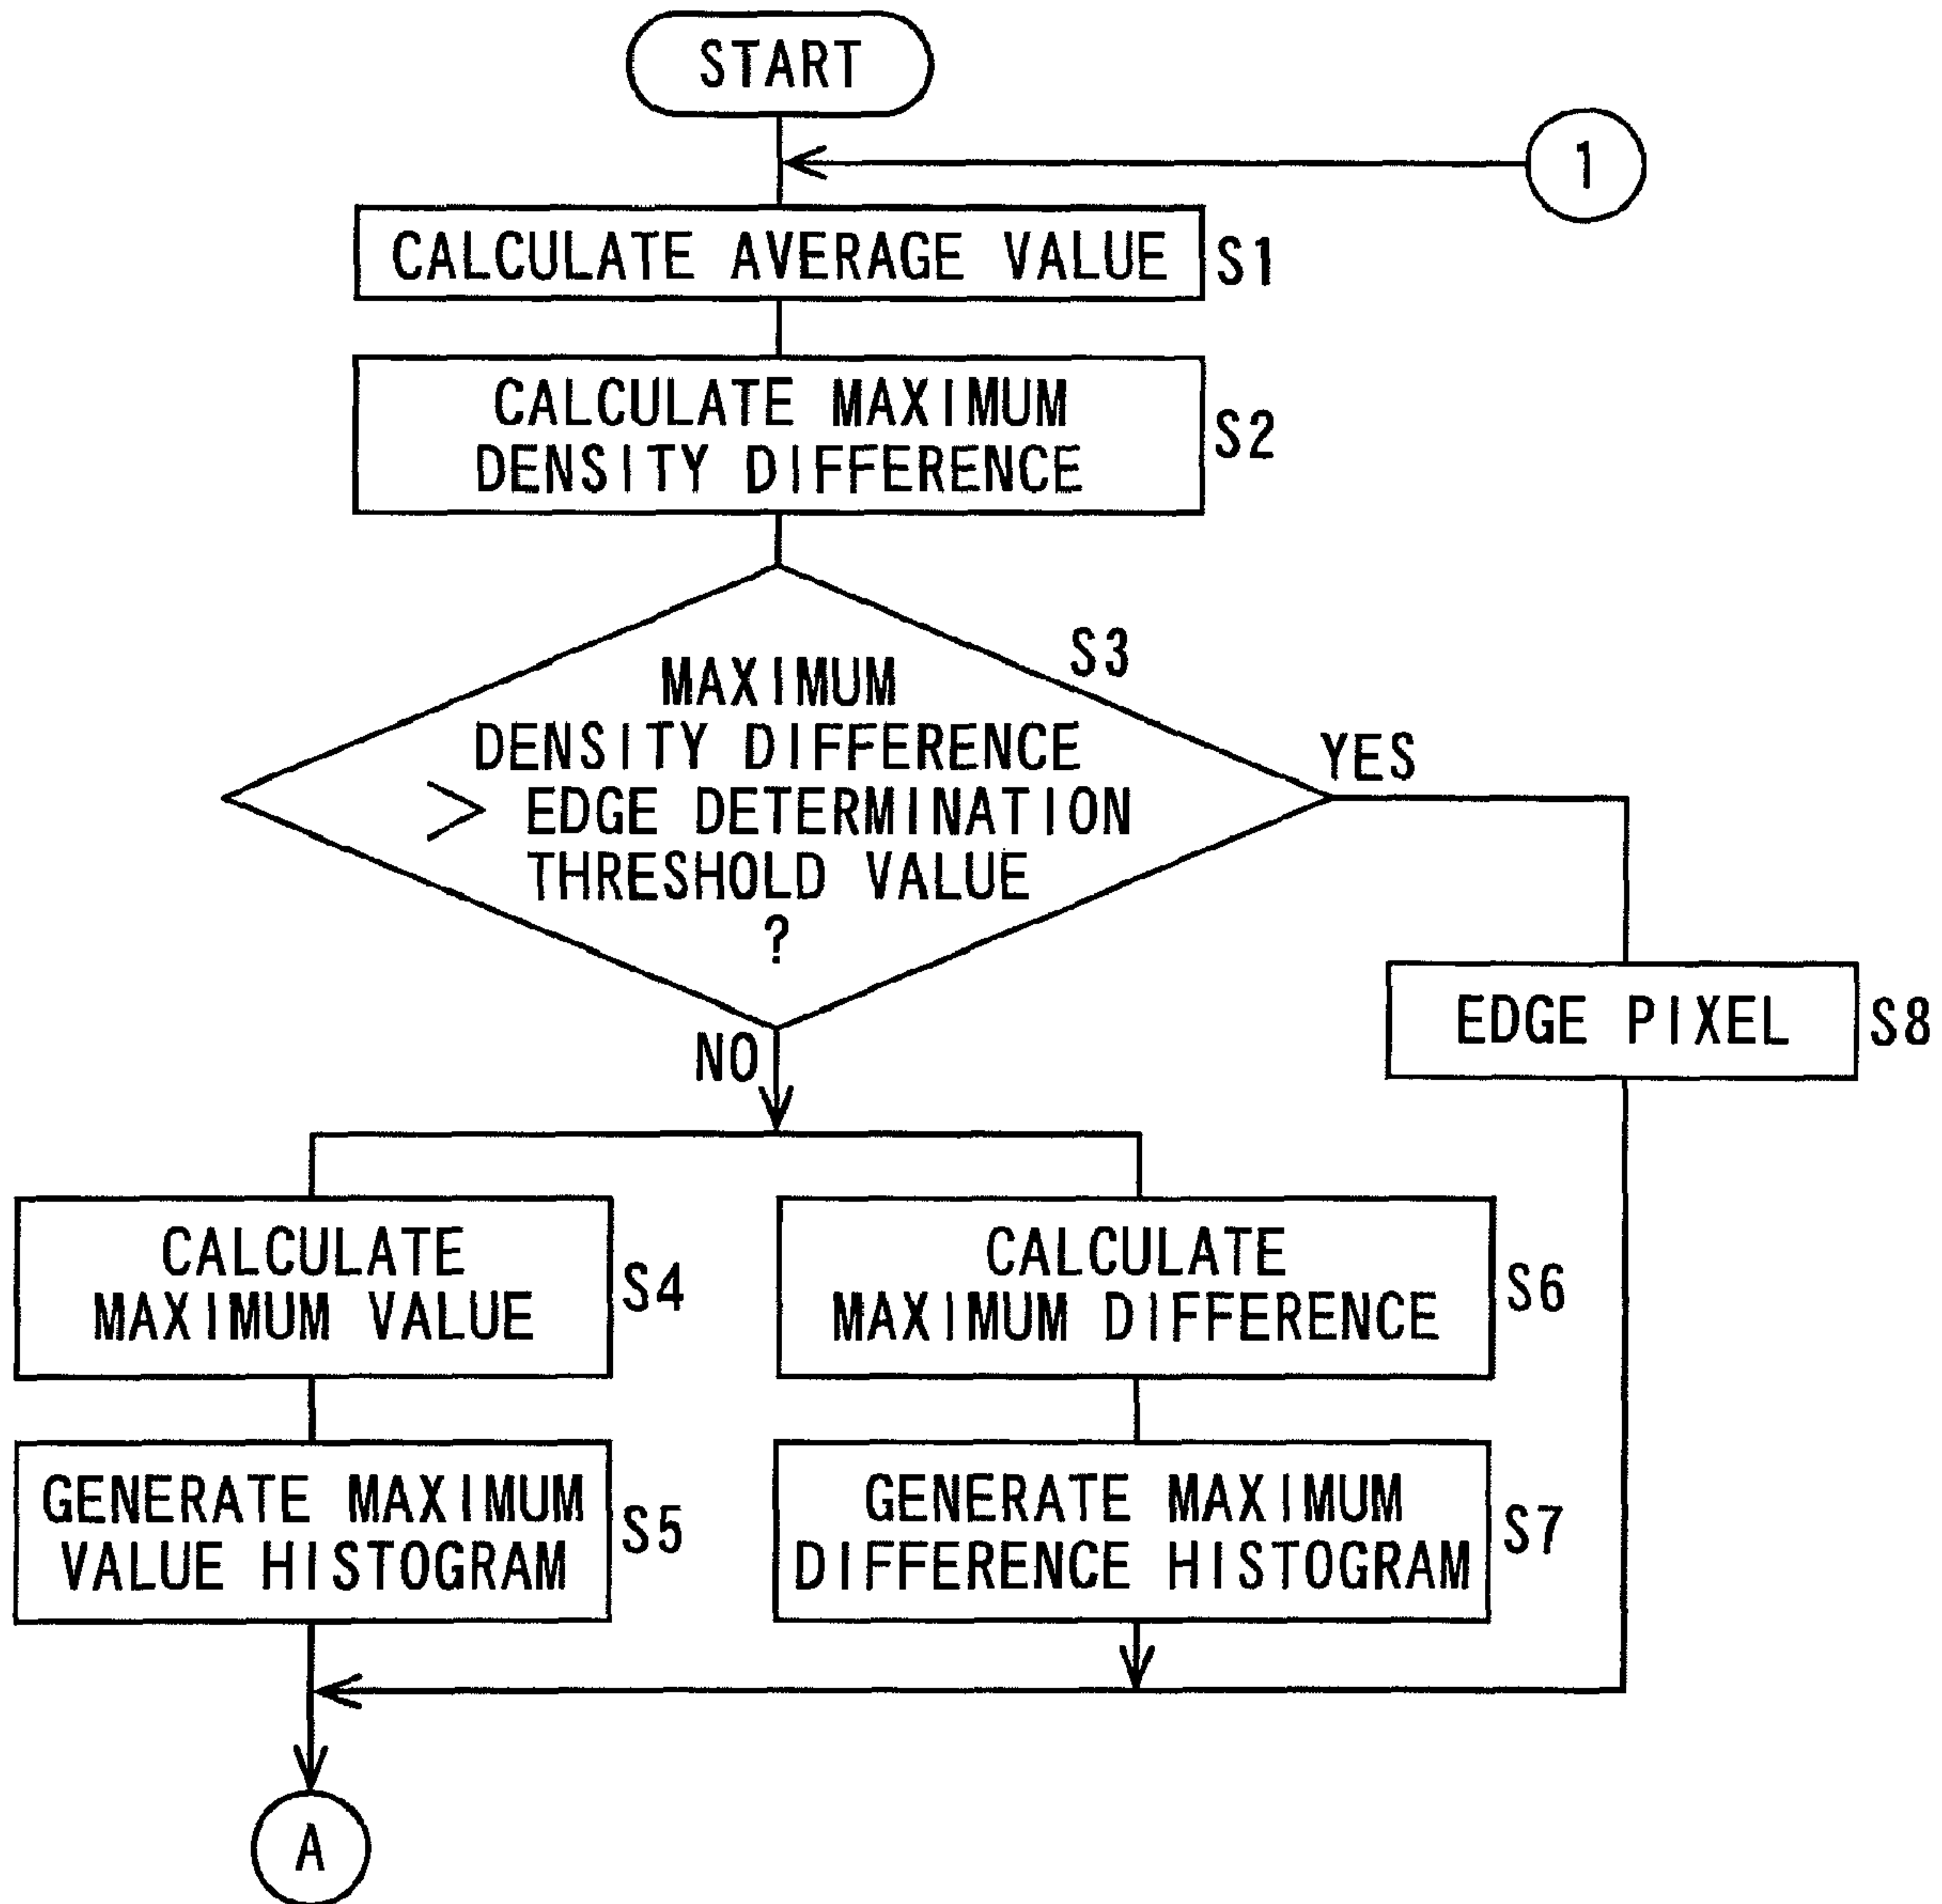 START
1
CALCULATE AVERAGE VALUE
S1
CALCULATE MAXIMUM
DENSITY DIFFERENCE
S2
S3
MAXIMUM
DENSITY DIFFERENCE
> EDGE DETERMINATION
THRESHOLD VALUE
?
YES
NO
EDGE PIXEL
S8
CALCULATE
MAXIMUM VALUE
S4
CALCULATE
MAXIMUM DIFFERENCE
S6
GENERATE MAXIMUM
VALUE HISTOGRAM
S5
GENERATE MAXIMUM
DIFFERENCE HISTOGRAM
S7
A